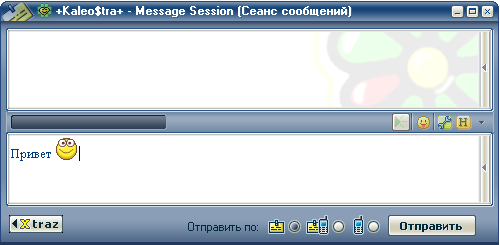 +Kaleo$tra+ - Message Session (Сеанс сообщений)
H
Привет
Xtraz
Отправить по:
Отправить